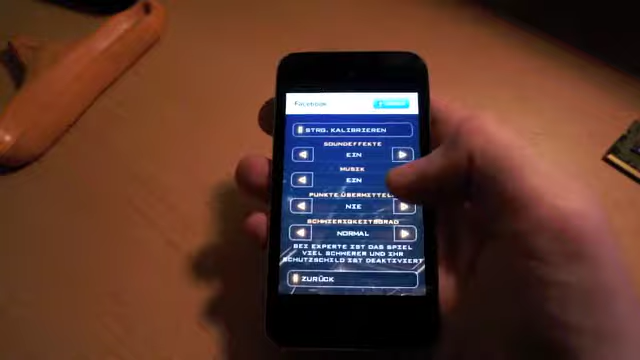 Facebook
STRG. KALIBRIEREN
SOUNDEFFEKTE
EIN
MUSIK
EIN
PUNKTE ÜBERMITTEL
NIE
SCHWIERIGKEITSGRAD
NORMAL
BEI EXPERTE IST DAS SPIEL
VIEL SCHWERER UND IHR
SCHUTZSCHILD IST DEAKTIVIERT
ZURÜCK